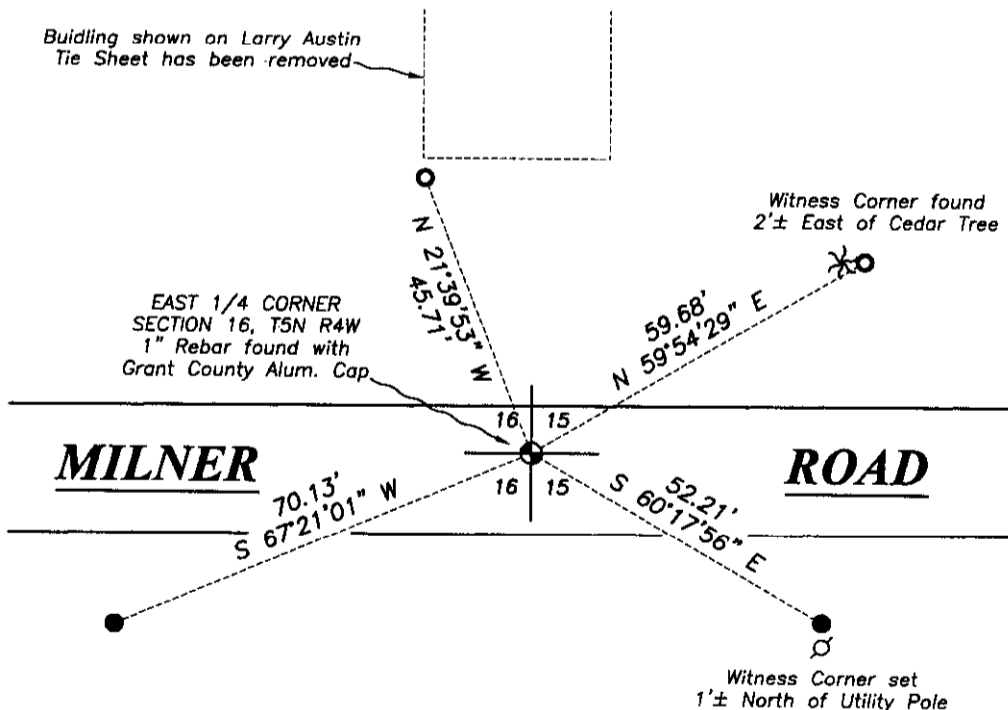 Buidling shown on Larry Austin
Tie Sheet has been removed
Witness Corner found
2'± East of Cedar Tree
N 21°39'53" W
45.71'
EAST 1/4 CORNER
SECTION 16, T5N R4W
1" Rebar found with
Grant County Alum. Cap
59.68'
N 59°54'29" E
16 15
MILNER
ROAD
16 15
70.13'
S 67°21'01" W
52.21'
S 60°17'56" E
Witness Corner set
1'± North of Utility Pole